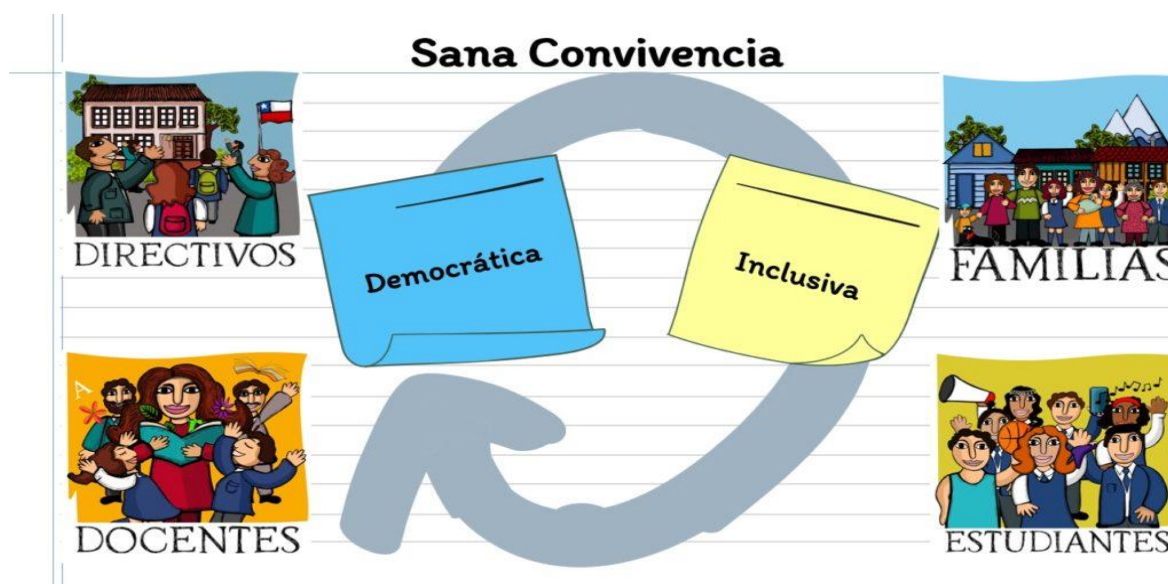 Sana Convivencia
DIRECTIVOS
Democrática
Inclusiva
FAMILIAS
A
DOCENTES
ESTUDIANTES